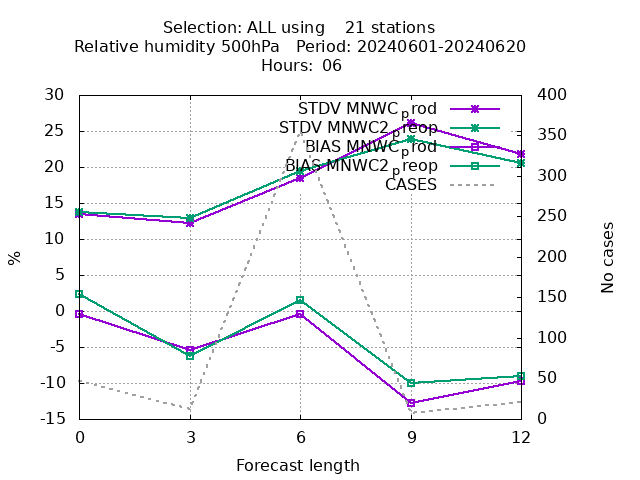 Selection: ALL using 21 stations
Relative humidity 500hPa Period: 20240601-20240620
Hours: 06
30 400
STDV MNWC_prod
25 STDV MNWC2_preop 350
BIAS MNWC_prod
20 BIAS MNWC2_preop 300
CASES
15 250
10 200
5 150
0
-5 100
-10 50
-15 0
% No cases
0 3 6 9 12
Forecast length